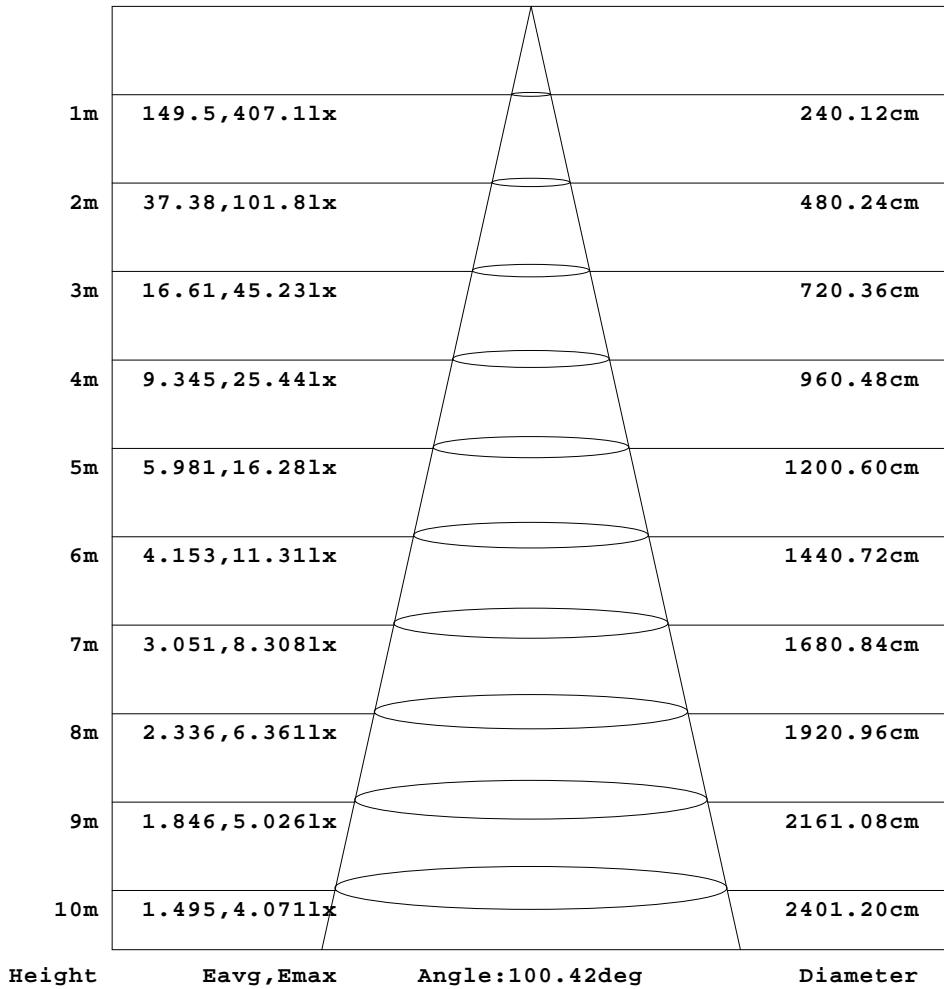 1m 149.5,407.1lx 240.12cm
2m 37.38,101.8lx 480.24cm
3m 16.61,45.23lx 720.36cm
4m 9.345,25.44lx 960.48cm
5m 5.981,16.28lx 1200.60cm
6m 4.153,11.31lx 1440.72cm
7m 3.051,8.308lx 1680.84cm
8m 2.336,6.361lx 1920.96cm
9m 1.846,5.026lx 2161.08cm
10m 1.495,4.071lx 2401.20cm
Height Eavg,Emax Angle:100.42deg Diameter